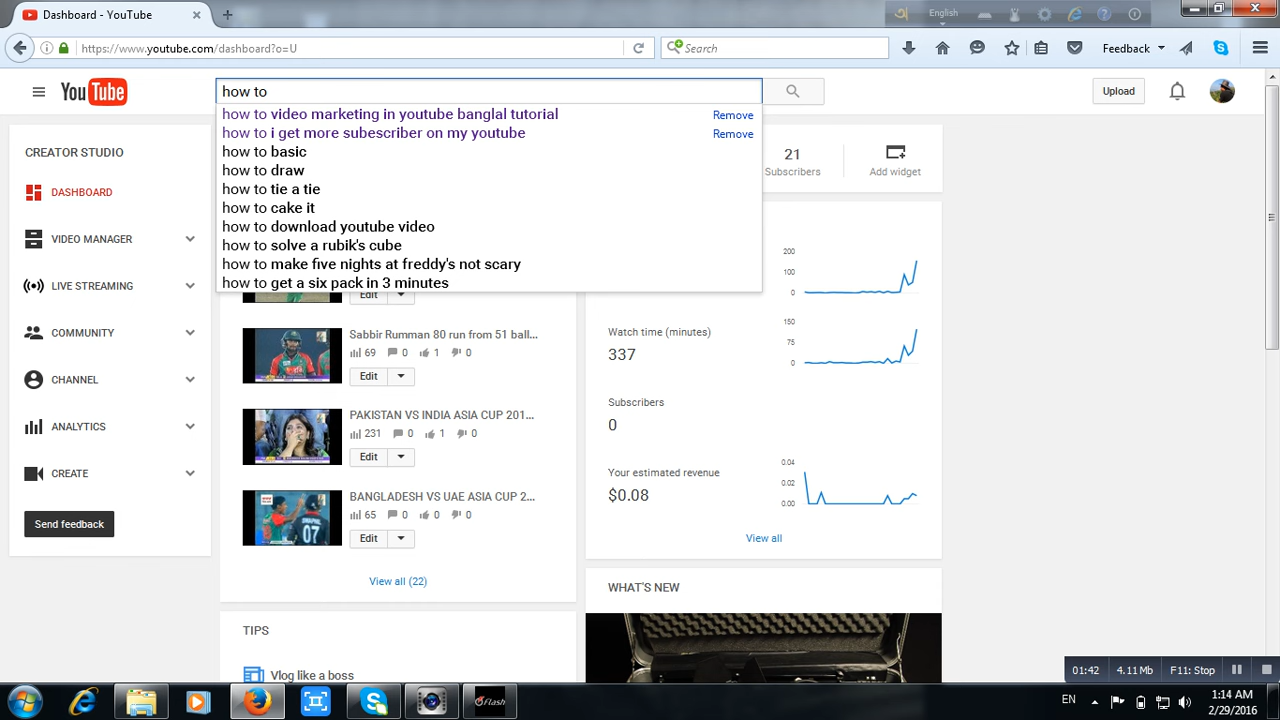 Dashboard - YouTube
English
https://www.youtube.com/dashboard?o=U
Search
Feedback
YouTube
how to
Upload
how to video marketing in youtube banglal tutorial Remove
how to i get more subescriber on my youtube Remove
how to basic
how to draw
how to tie a tie
how to cake it
how to download youtube video
how to solve a rubik's cube
how to make five nights at freddy's not scary
how to get a six pack in 3 minutes
CREATOR STUDIO
DASHBOARD
VIDEO MANAGER
LIVE STREAMING
COMMUNITY
CHANNEL
ANALYTICS
CREATE
Send feedback
Edit
Sabbir Rumman 80 run from 51 ball...
69 0 1 0
Edit
PAKISTAN VS INDIA ASIA CUP 201...
231 0 1 0
Edit
BANGLADESH VS UAE ASIA CUP 2...
65 0 0 0
Edit
View all (22)
TIPS
Vlog like a boss
21
Subscribers
Add widget
200
100
0
Watch time (minutes)
337
150
75
0
Subscribers
0
Your estimated revenue
$0.08
0.04
0.02
0.00
View all
WHAT'S NEW
07
01:42 4.11 Mb F11: Stop
Flash
EN
1:14 AM
2/29/2016